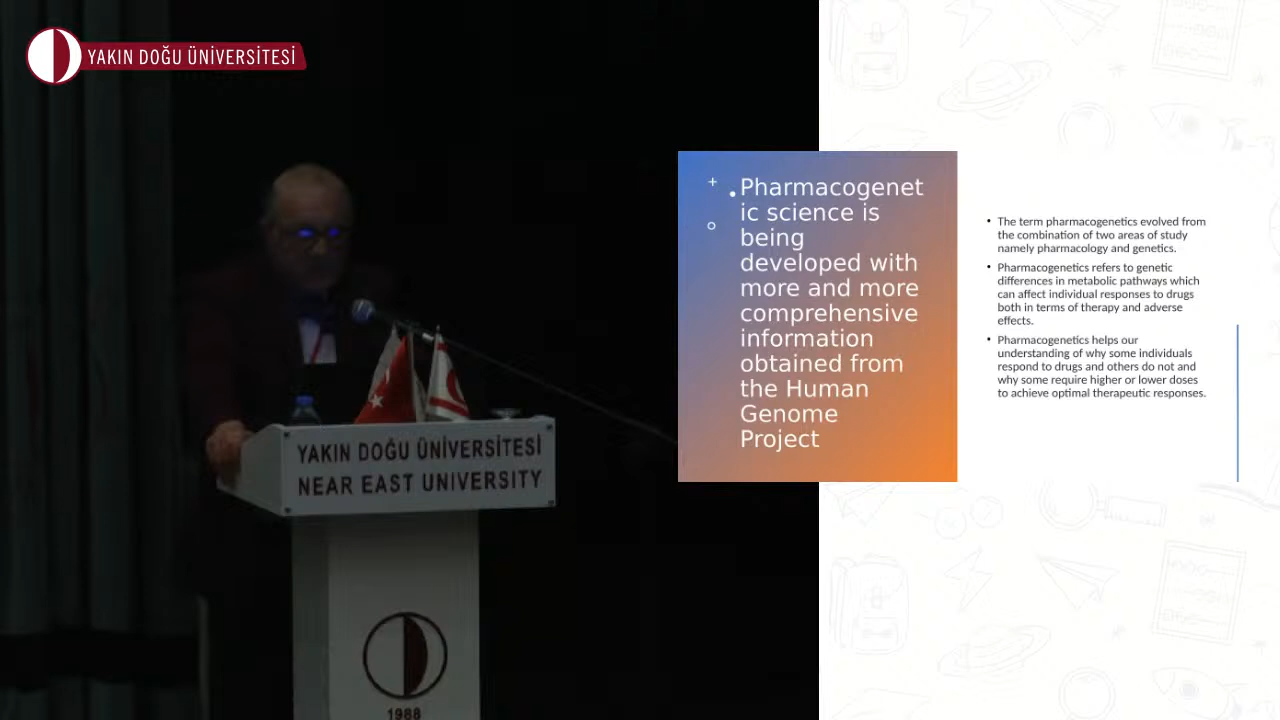 YAKIN DOĞU ÜNİVERSİTESİ
Pharmacogenet
ic science is
being
developed with
more and more
comprehensive
information
obtained from
the Human
Genome
Project
• The term pharmacogenetics evolved from
the combination of two areas of study
namely pharmacology and genetics.
• Pharmacogenetics refers to genetic
differences in metabolic pathways which
can affect individual responses to drugs
both in terms of therapy and adverse
effects.
• Pharmacogenetics helps our
understanding of why some individuals
respond to drugs and others do not and
why some require higher or lower doses
to achieve optimal therapeutic responses.
YAKIN DOĞU ÜNİVERSİTESİ
NEAR EAST UNIVERSITY
1988